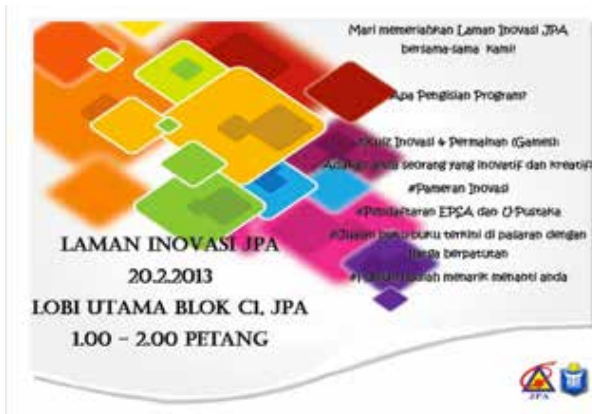 Mari memeriahkan Laman Inovasi JPA
bersama-sama kami!
Apa Pengisian Program?
#Kuiz Inovasi & Permainan (Games)!
Adakah anda seorang yang inovatif dan kreatif?
#Pameran Inovasi
#Pendaftaran EPSA dan U-Pustaka
#Jualan buku-buku terkini di pasaran dengan
harga berpatutan
menarik menanti anda
LAMAN INOVASI JPA
20.2.2013
LOBI UTAMA BLOK C1, JPA
1.00 – 2.00 PETANG
JPA